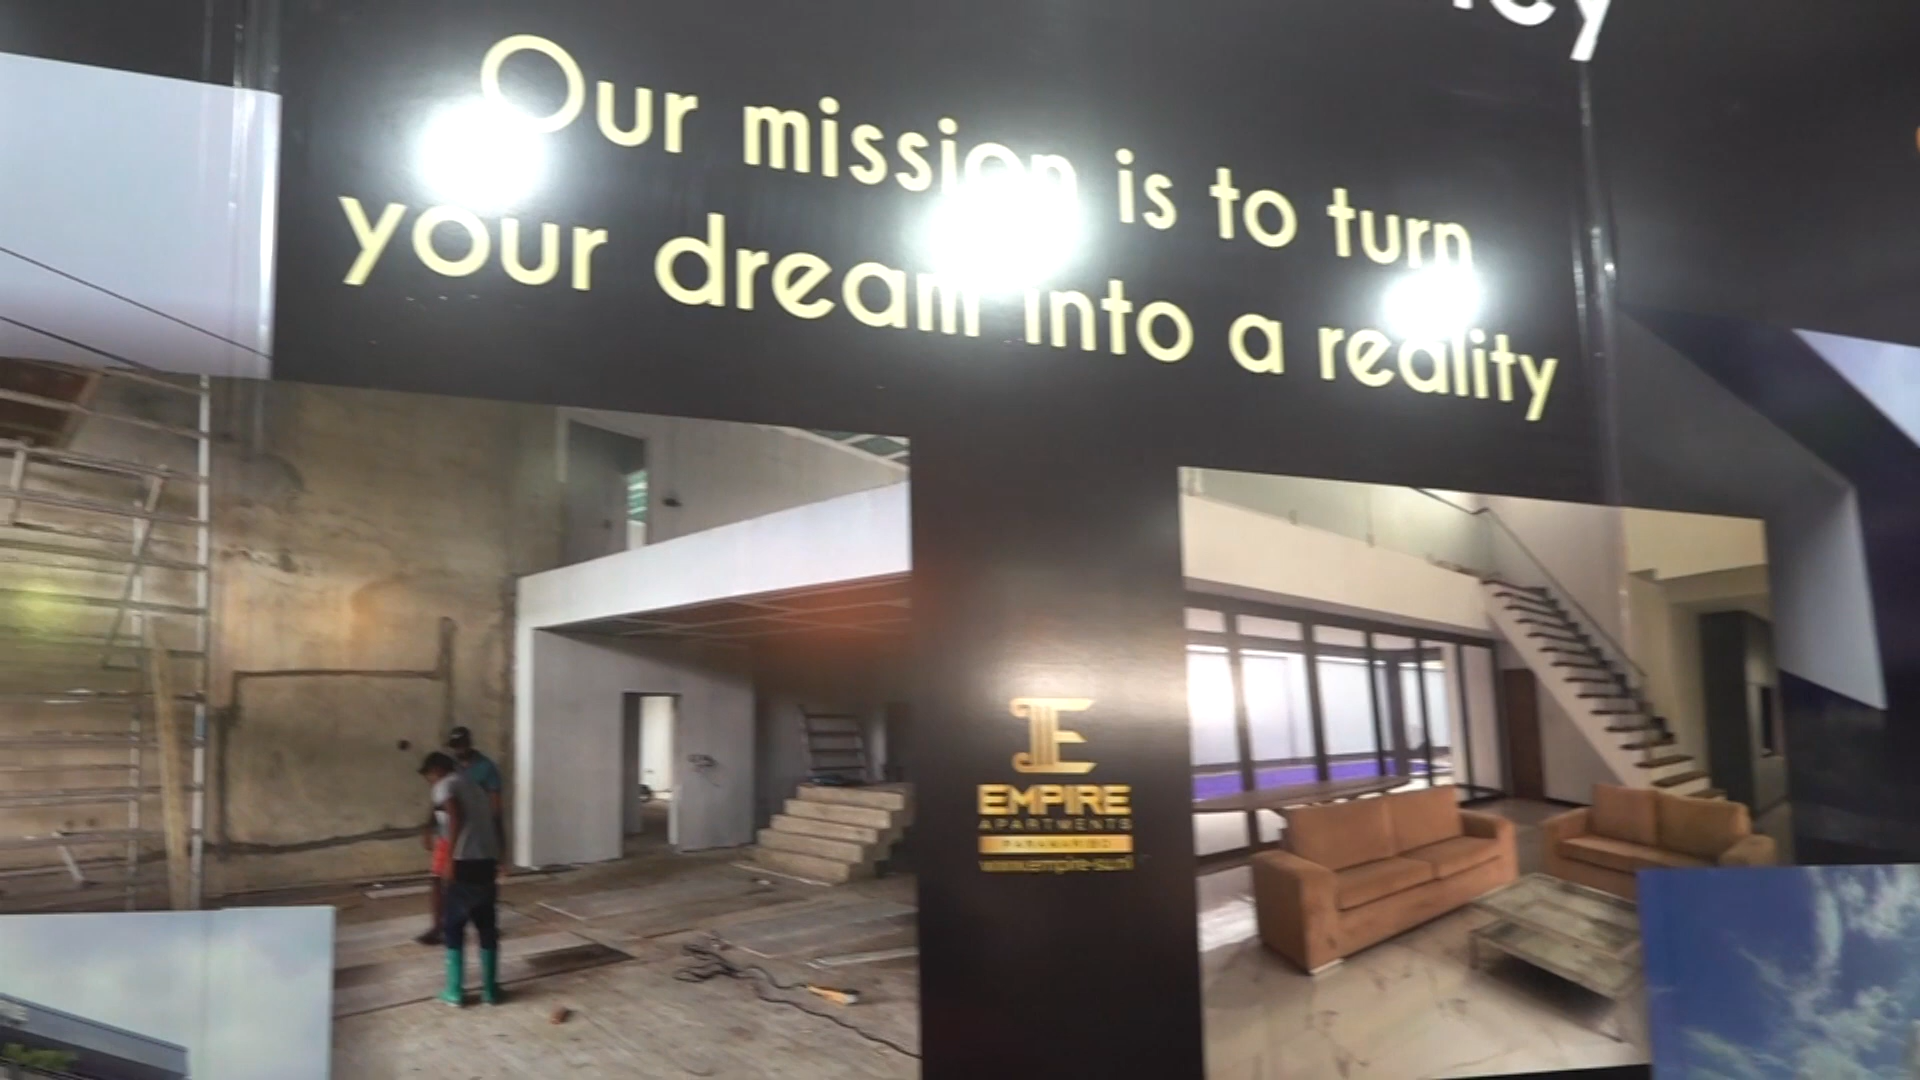 Our mission is to turn
your dream into a reality
E
EMPIRE
APARTMENTS
PARAMARIBO